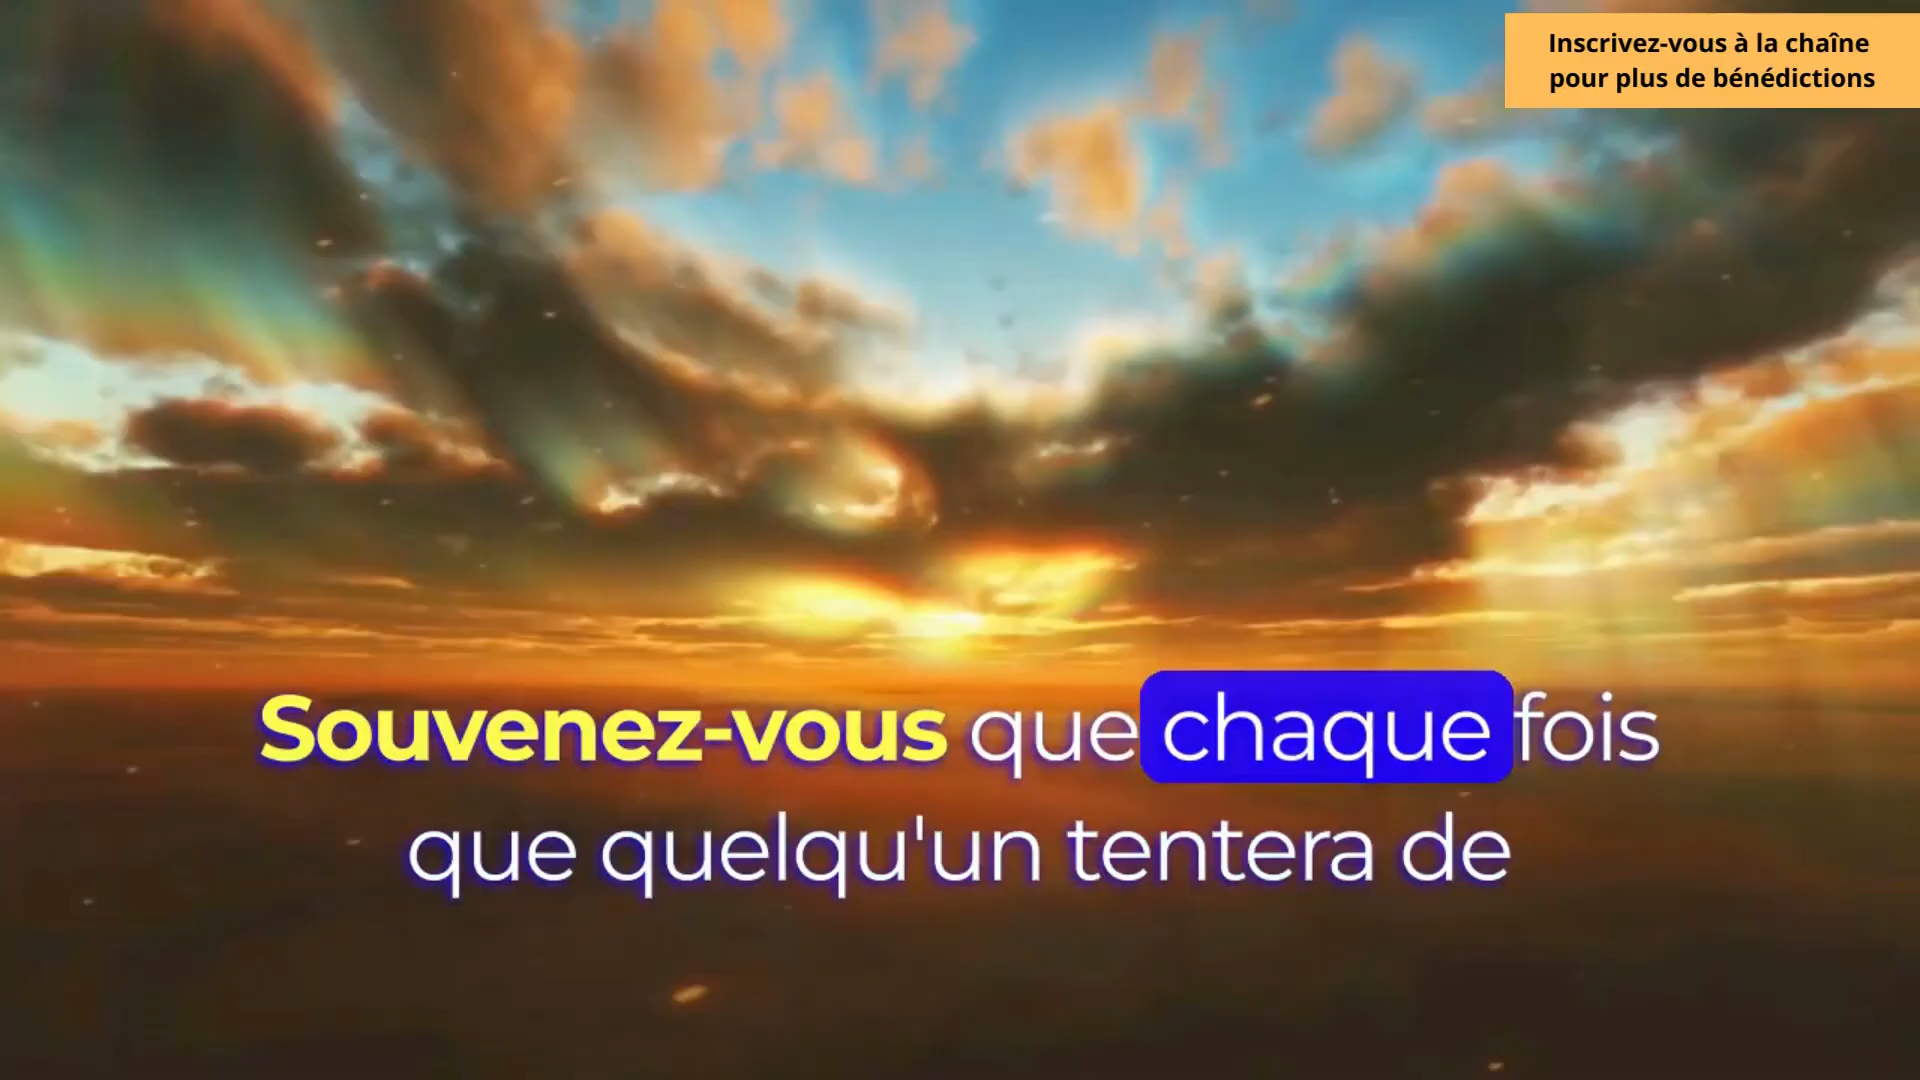 Inscrivez-vous à la chaîne
pour plus de bénédictions
Souvenez-vous que chaque fois
que quelqu'un tentera de